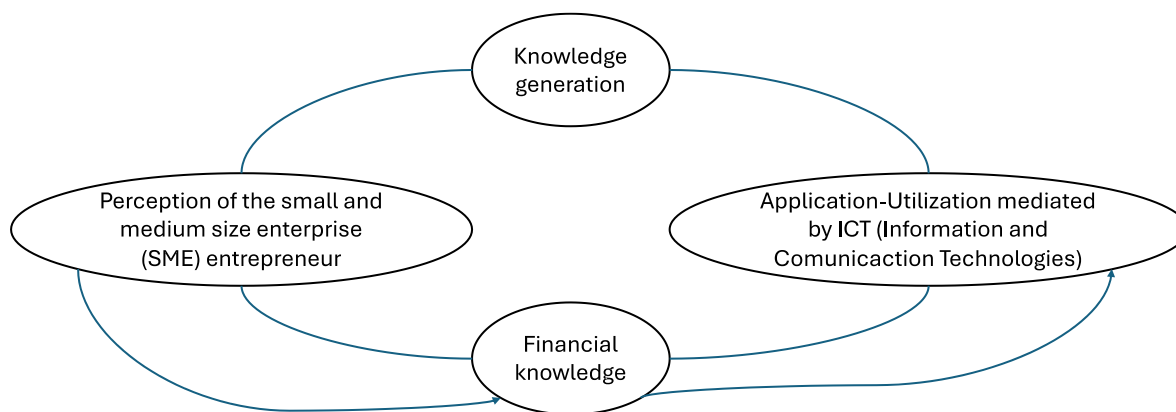 Knowledge
generation
Perception of the small and
medium size enterprise
(SME) entrepreneur
Application-Utilization mediated
by ICT (Information and
Comunicaction Technologies)
Financial
knowledge